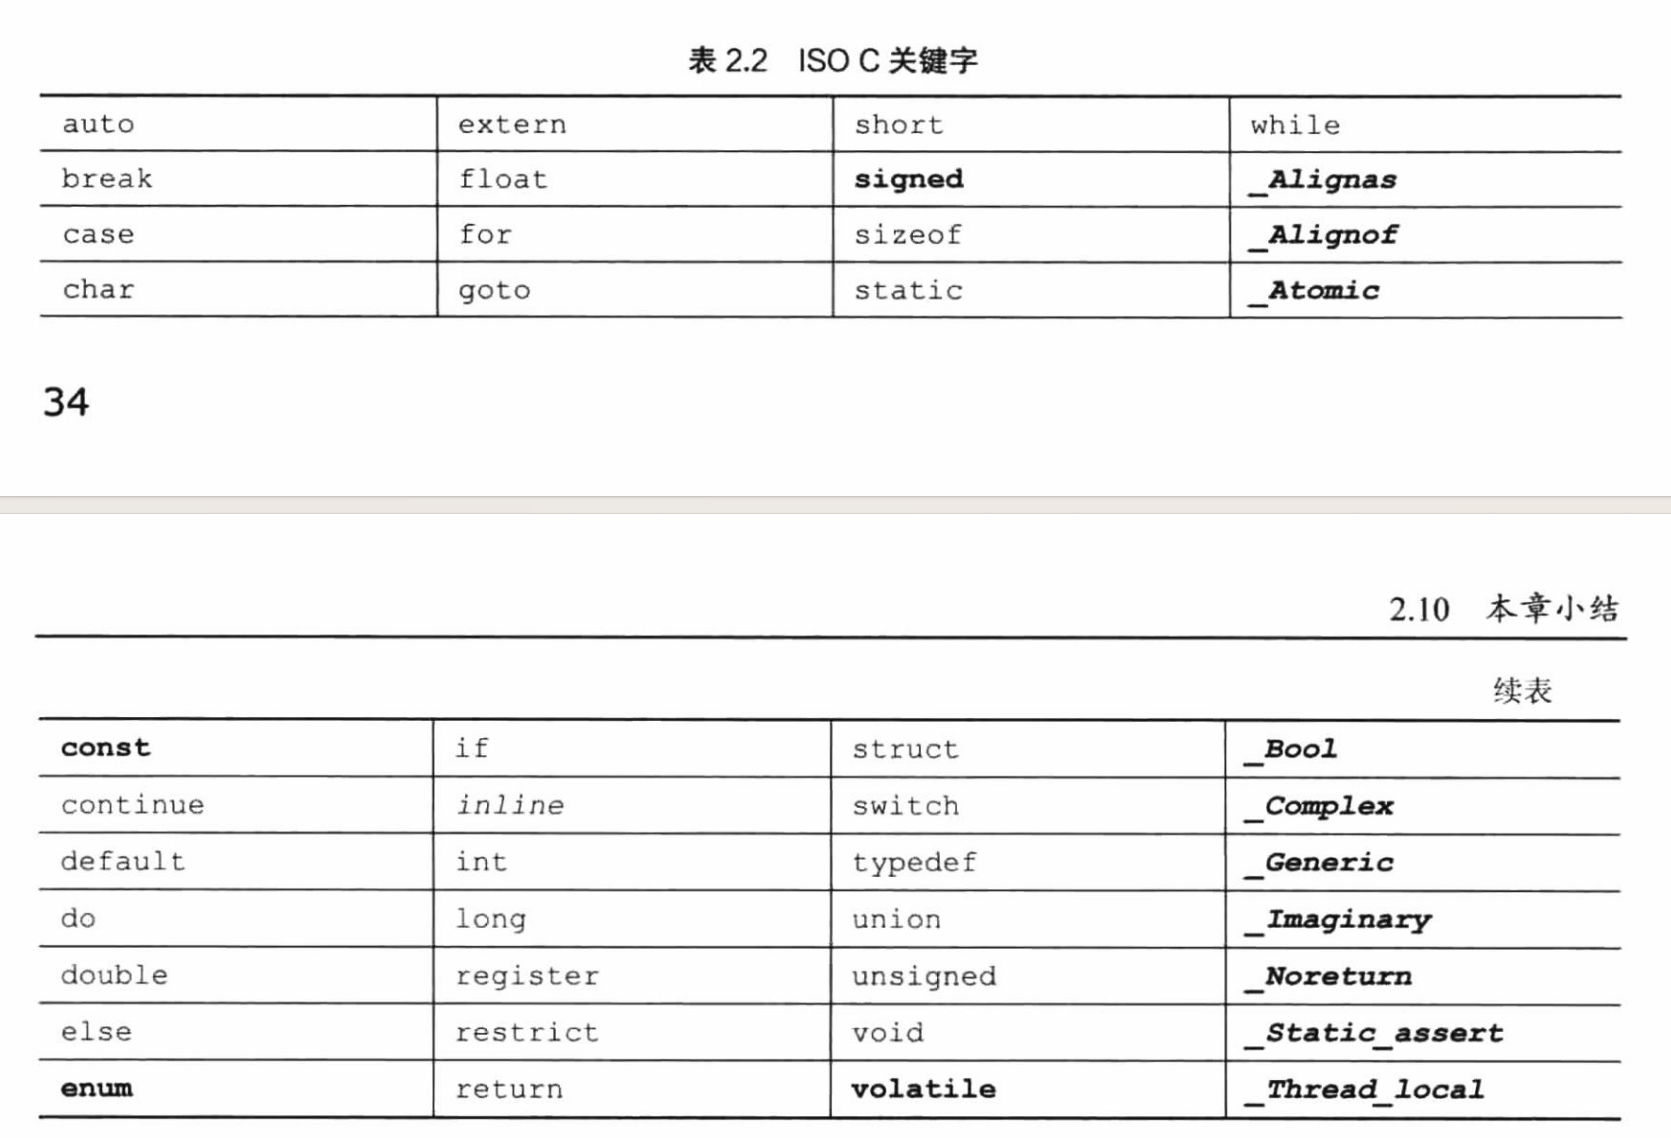 表 2.2 ISO C 关键字
auto extern short while
break float signed _Alignas
case for sizeof _Alignof
char goto static _Atomic
34
2.10 本章小结
续表
const if struct _Bool
continue inline switch _Complex
default int typedef _Generic
do long union _Imaginary
double register unsigned _Noreturn
else restrict void _Static_assert
enum return volatile _Thread_local